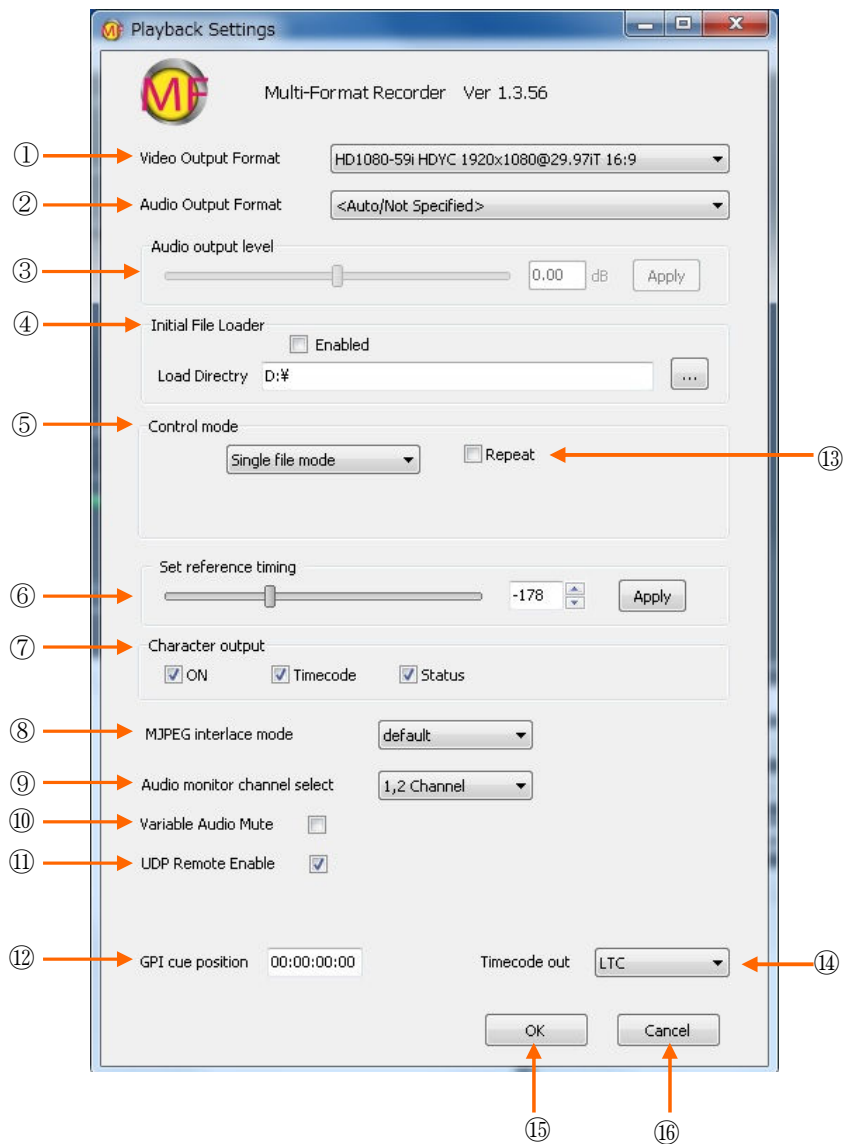 Playback Settings
MF
Multi-Format Recorder Ver 1.3.56
① Video Output Format HD1080-59i HDYC 1920x1080@29.97iT 16:9
② Audio Output Format <Auto/Not Specified>
Audio output level
③ 0.00 dB Apply
④ Initial File Loader
Enabled
Load Directry D:¥ ...
⑤ Control mode
Single file mode Repeat ⑬
Set reference timing
⑥ -178 Apply
⑦ Character output
ON Timecode Status
⑧ MJPEG interlace mode default
⑨ Audio monitor channel select 1,2 Channel
⑩ Variable Audio Mute
⑪ UDP Remote Enable
⑫ GPI cue position 00:00:00:00 Timecode out LTC ⑭
OK Cancel
⑮ ⑯